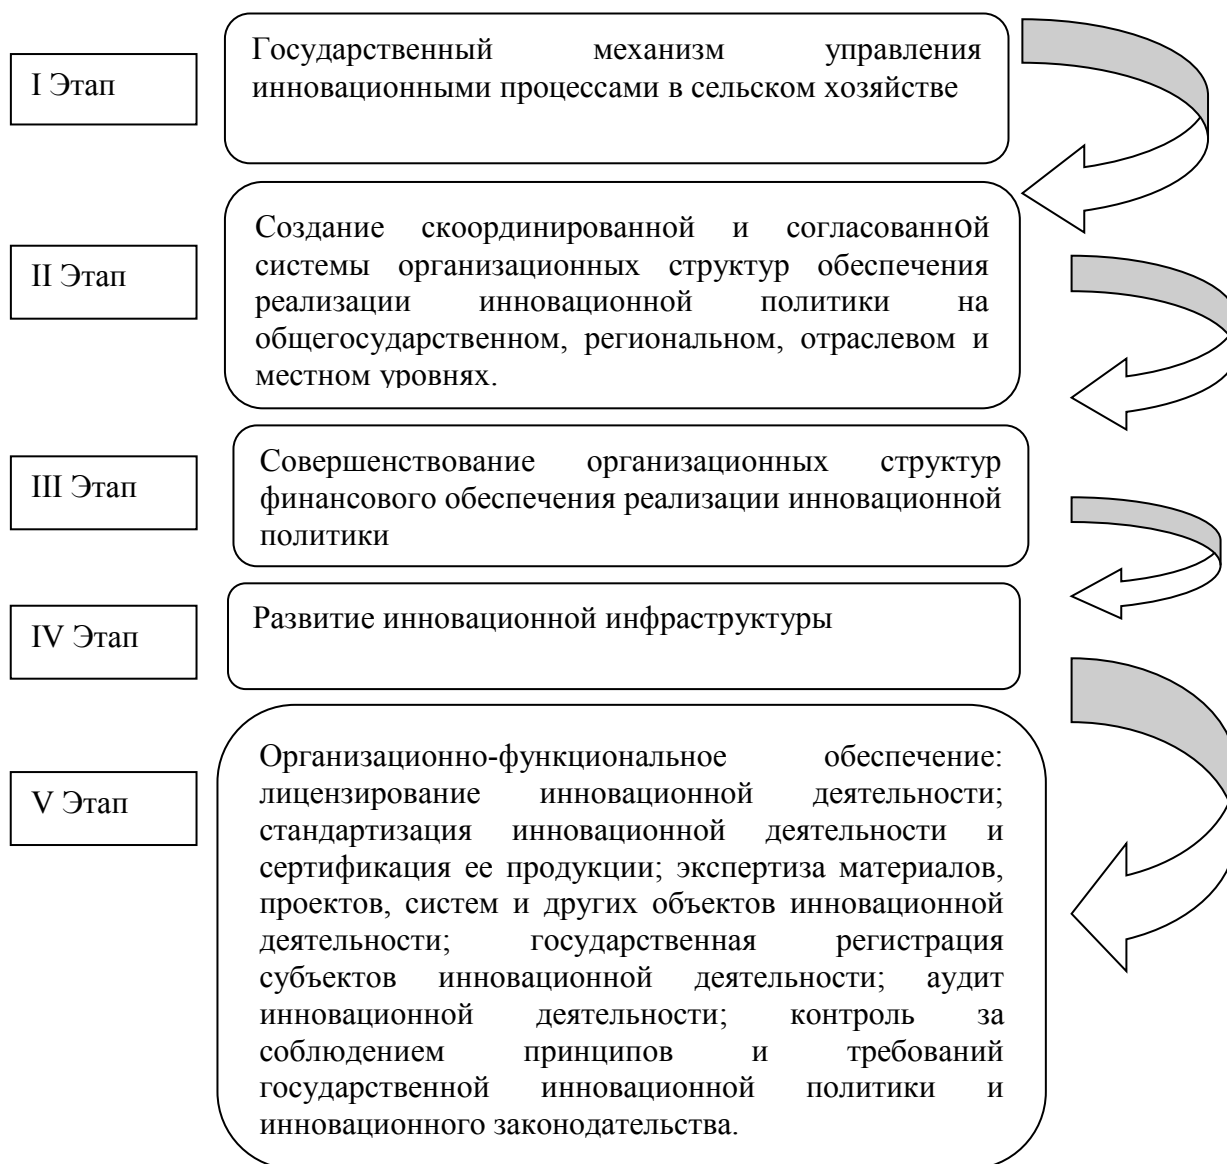 I Этап
Государственный механизм управления
инновационными процессами в сельском хозяйстве
II Этап
Создание скоординированной и согласованной
системы организационных структур обеспечения
реализации инновационной политики на
общегосударственном, региональном, отраслевом и
местном уровнях.
III Этап
Совершенствование организационных структур
финансового обеспечения реализации инновационной
политики
IV Этап
Развитие инновационной инфраструктуры
V Этап
Организационно-функциональное обеспечение:
лицензирование инновационной деятельности;
стандартизация инновационной деятельности и
сертификация ее продукции; экспертиза материалов,
проектов, систем и других объектов инновационной
деятельности; государственная регистрация
субъектов инновационной деятельности; аудит
инновационной деятельности; контроль за
соблюдением принципов и требований
государственной инновационной политики и
инновационного законодательства.